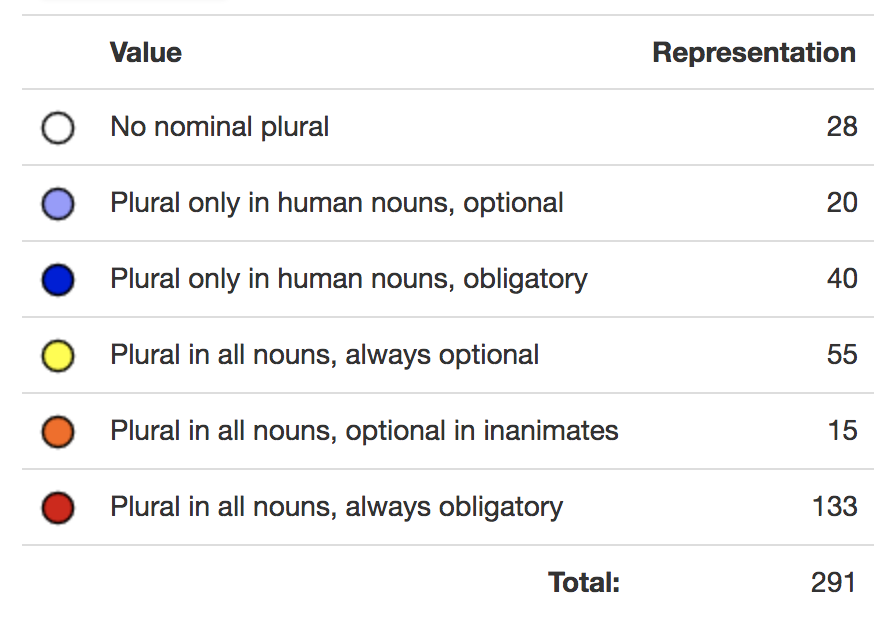 Value Representation
No nominal plural 28
Plural only in human nouns, optional 20
Plural only in human nouns, obligatory 40
Plural in all nouns, always optional 55
Plural in all nouns, optional in inanimates 15
Plural in all nouns, always obligatory 133
Total: 291